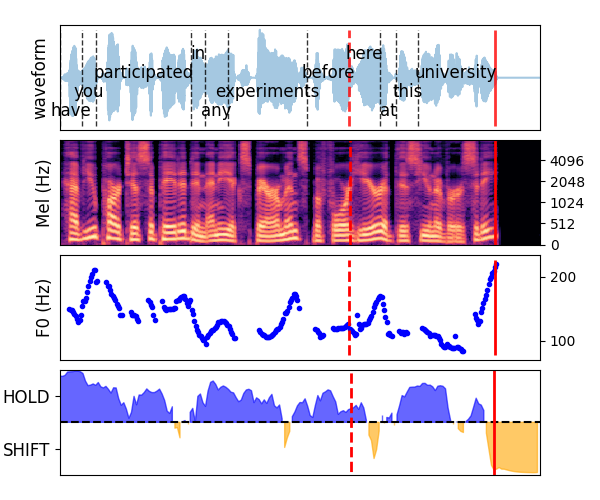 waveform
in here
participated before university
you experiments this
have any at
Mel (Hz)
4096
2048
1024
512
0
F0 (Hz)
200
100
HOLD
SHIFT